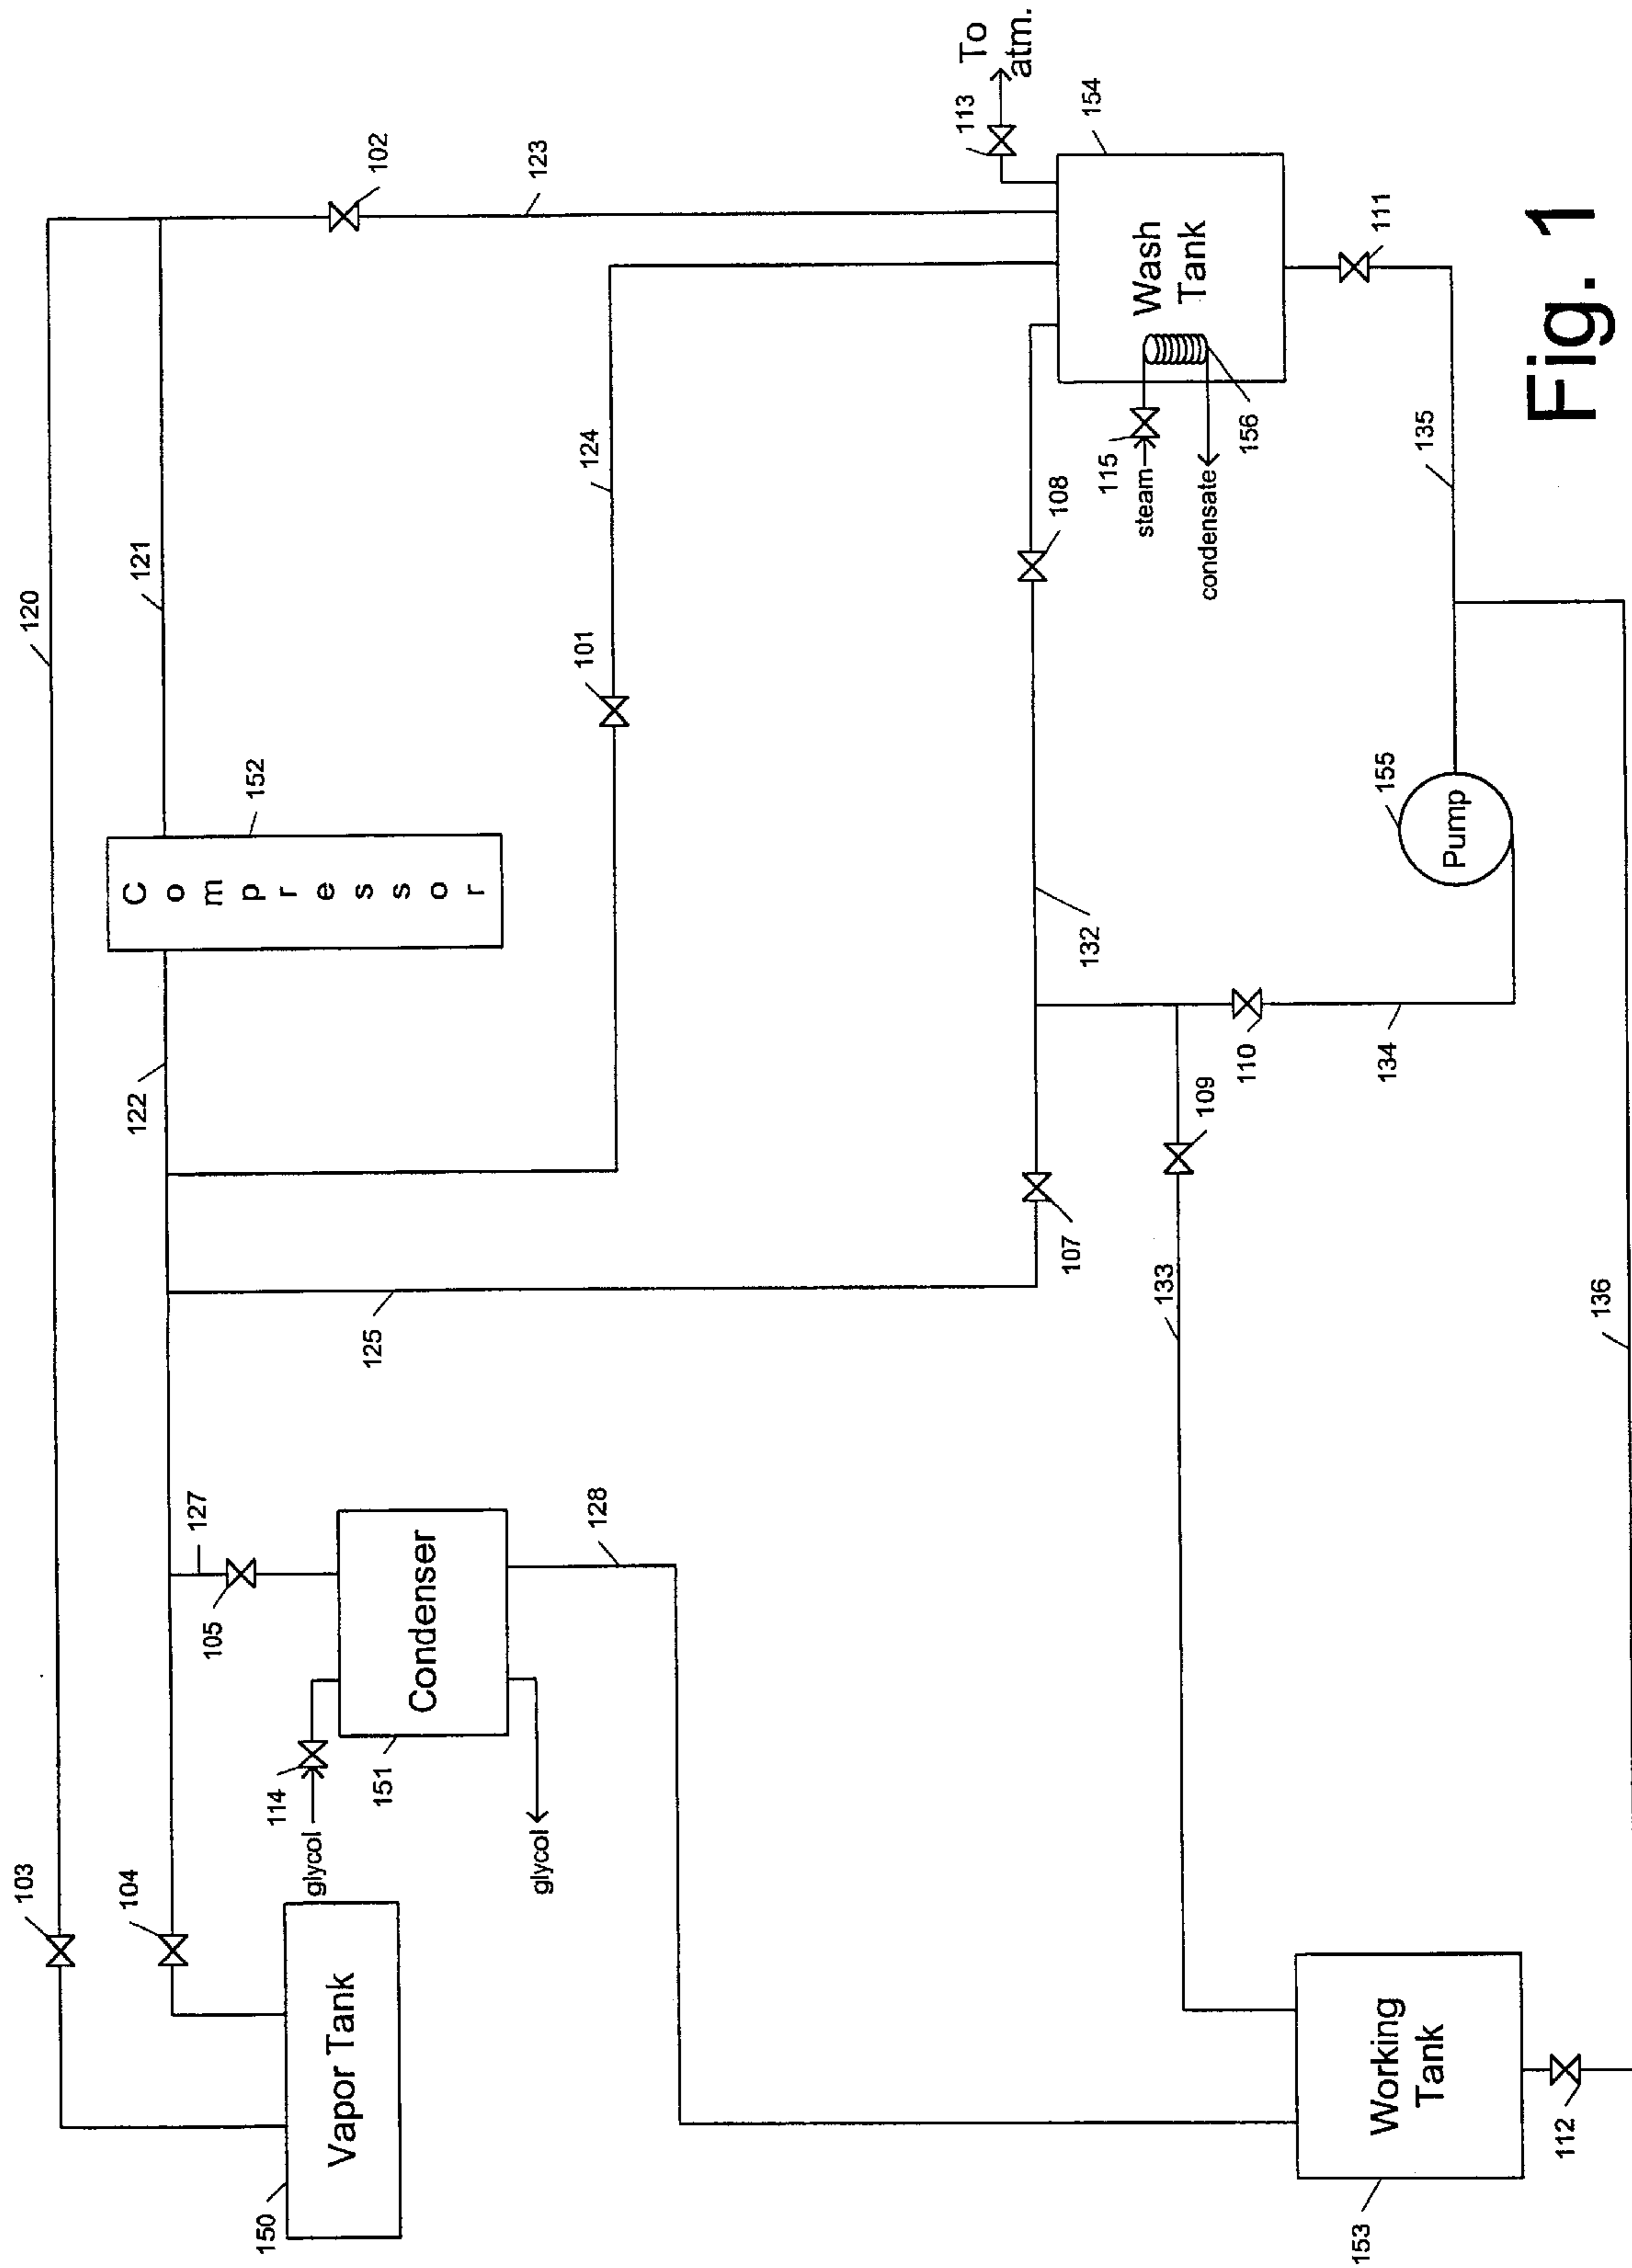 103
120
104
122
121
127
105
150
114
152
C
o
m
p
r
e
s
s
o
r
glycol
Vapor Tank
125
102
151
Condenser
glycol
123
128
101
124
113
To
atm.
108
107
132
154
115
steam
Wash
Tank
133
109
condensate
110
156
153
134
155
111
Working
Tank
135
Pump
112
136
Fig. 1